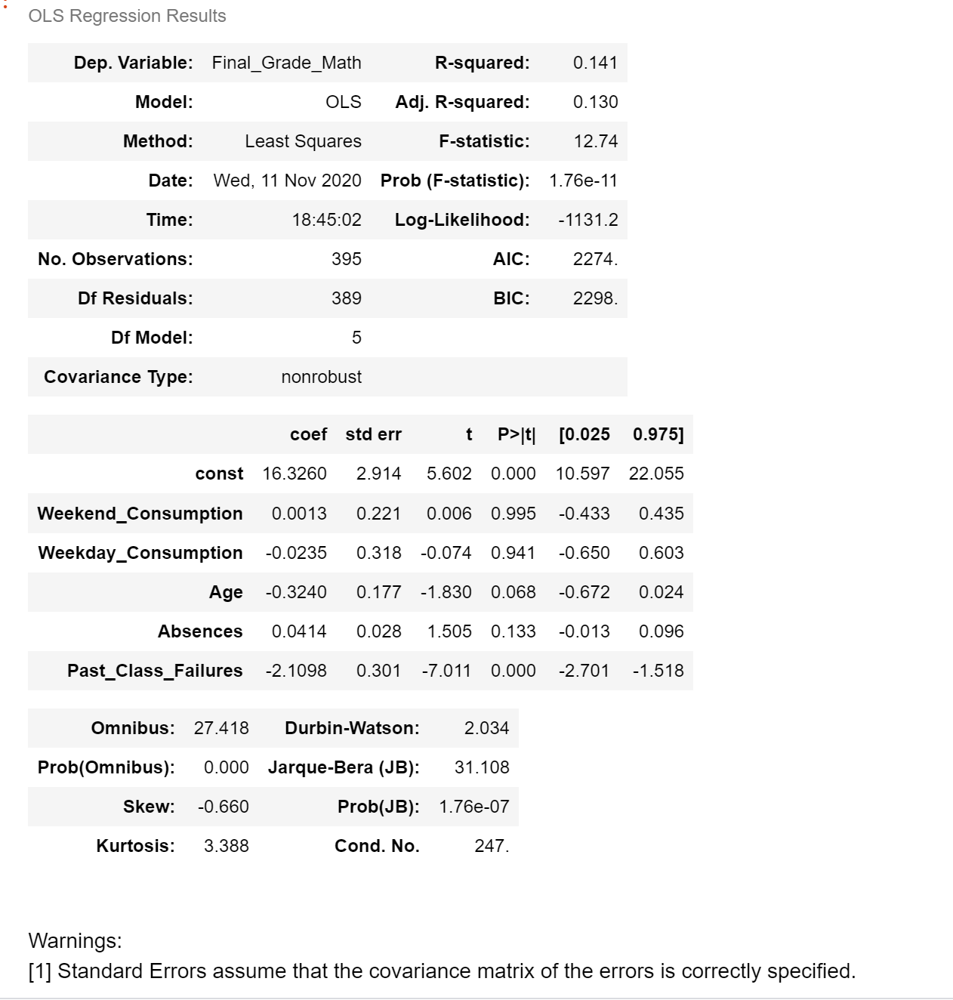 OLS Regression Results
Dep. Variable: Final_Grade_Math R-squared: 0.141
Model: OLS Adj. R-squared: 0.130
Method: Least Squares F-statistic: 12.74
Date: Wed, 11 Nov 2020 Prob (F-statistic): 1.76e-11
Time: 18:45:02 Log-Likelihood: -1131.2
No. Observations: 395 AIC: 2274.
Df Residuals: 389 BIC: 2298.
Df Model: 5
Covariance Type: nonrobust
coef std err t P>|t| [0.025 0.975]
const 16.3260 2.914 5.602 0.000 10.597 22.055
Weekend_Consumption 0.0013 0.221 0.006 0.995 -0.433 0.435
Weekday_Consumption -0.0235 0.318 -0.074 0.941 -0.650 0.603
Age -0.3240 0.177 -1.830 0.068 -0.672 0.024
Absences 0.0414 0.028 1.505 0.133 -0.013 0.096
Past_Class_Failures -2.1098 0.301 -7.011 0.000 -2.701 -1.518
Omnibus: 27.418 Durbin-Watson: 2.034
Prob(Omnibus): 0.000 Jarque-Bera (JB): 31.108
Skew: -0.660 Prob(JB): 1.76e-07
Kurtosis: 3.388 Cond. No. 247.
Warnings:
[1] Standard Errors assume that the covariance matrix of the errors is correctly specified.